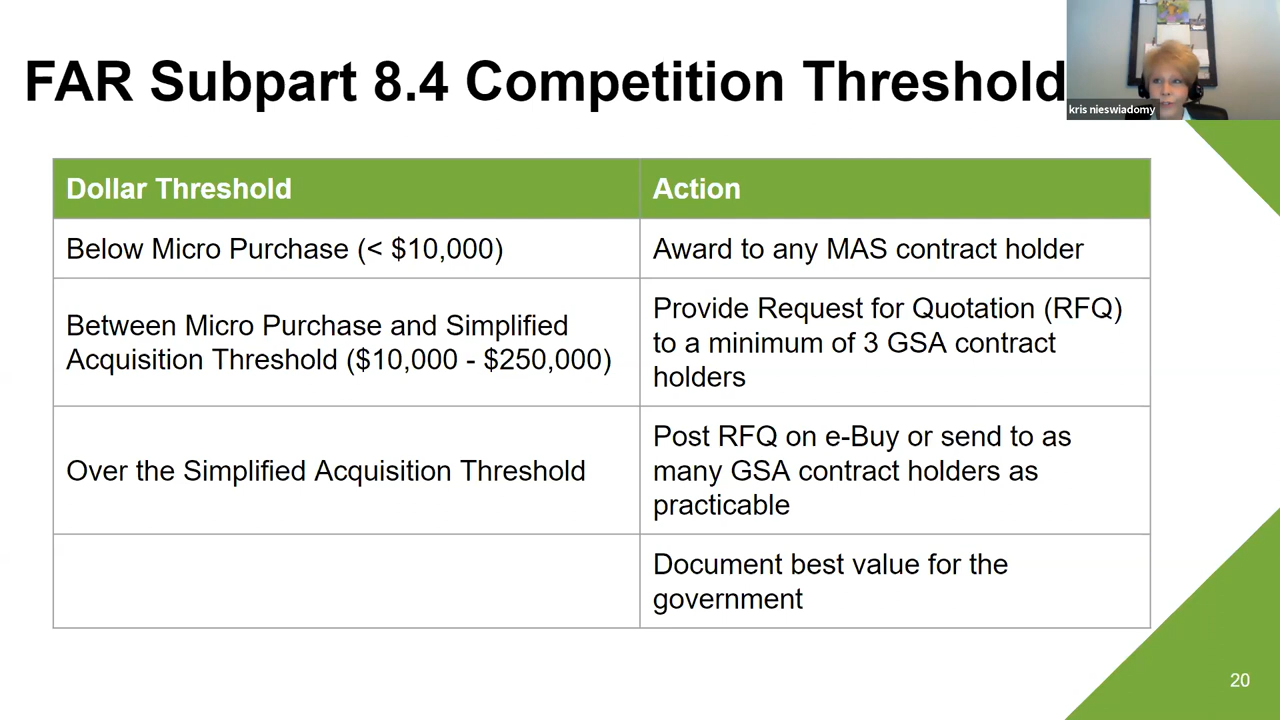 FAR Subpart 8.4 Competition Threshold
kris nieswiadomy
Dollar Threshold
Action
Below Micro Purchase (< $10,000)
Award to any MAS contract holder
Between Micro Purchase and Simplified
Acquisition Threshold ($10,000 - $250,000)
Provide Request for Quotation (RFQ)
to a minimum of 3 GSA contract
holders
Over the Simplified Acquisition Threshold
Post RFQ on e-Buy or send to as
many GSA contract holders as
practicable
Document best value for the
government
20